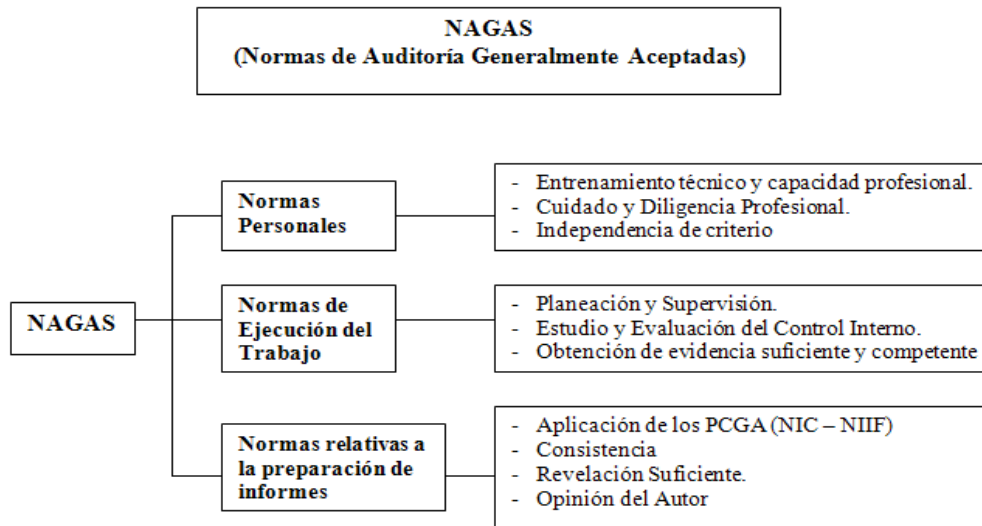 NAGAS
(Normas de Auditoría Generalmente Aceptadas)
NAGAS
Normas
Personales
- Entrenamiento técnico y capacidad profesional.
- Cuidado y Diligencia Profesional.
- Independencia de criterio
Normas de
Ejecución del
Trabajo
- Planeación y Supervisión.
- Estudio y Evaluación del Control Interno.
- Obtención de evidencia suficiente y competente
Normas relativas a
la preparación de
informes
- Aplicación de los PCGA (NIC – NIIF)
- Consistencia
- Revelación Suficiente.
- Opinión del Autor